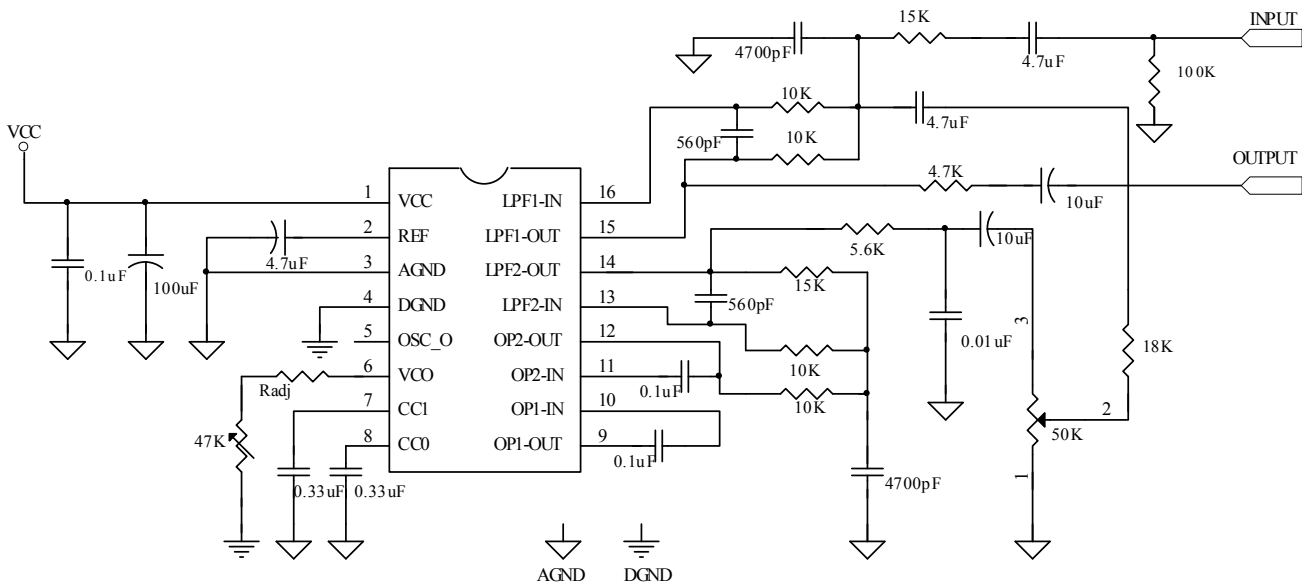 15K
INPUT
4700pF
4.7uF
100K
10K
4.7uF
560pF
10K
VCC
OUTPUT
4.7K
10uF
1 VCC LPF1-IN 16
2 REF LPF1-OUT 15
3 AGND LPF2-OUT 14
4 DGND LPF2-IN 13
5 OSC_O OP2-OUT 12
6 VCO OP2-IN 11
7 CC1 OP1-IN 10
8 CC0 OP1-OUT 9
0.1uF
100uF
4.7uF
5.6K
10uF
15K
560pF
0.01uF
3
18K
10K
Radj
0.1uF
10K
2
50K
47K
0.1uF
1
0.33uF
0.33uF
4700pF
AGND
DGND